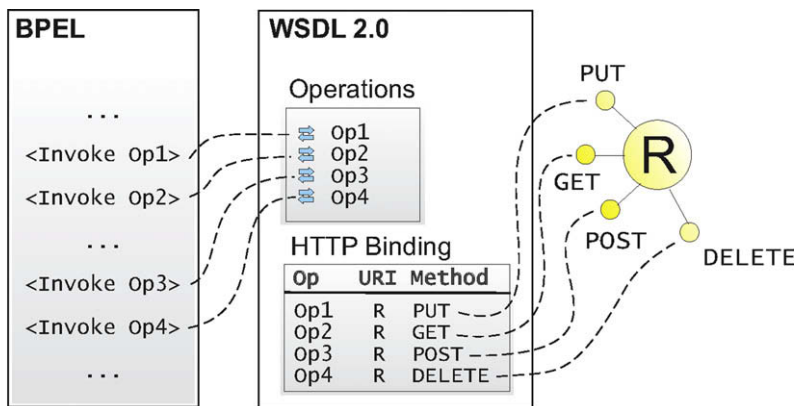 BPEL
...
<Invoke Op1>
<Invoke Op2>
...
<Invoke Op3>
<Invoke Op4>
...
WSDL 2.0
Operations
Op1
Op2
Op3
Op4
HTTP Binding
Op URI Method
Op1 R PUT
Op2 R GET
Op3 R POST
Op4 R DELETE
PUT
GET
POST
DELETE
R